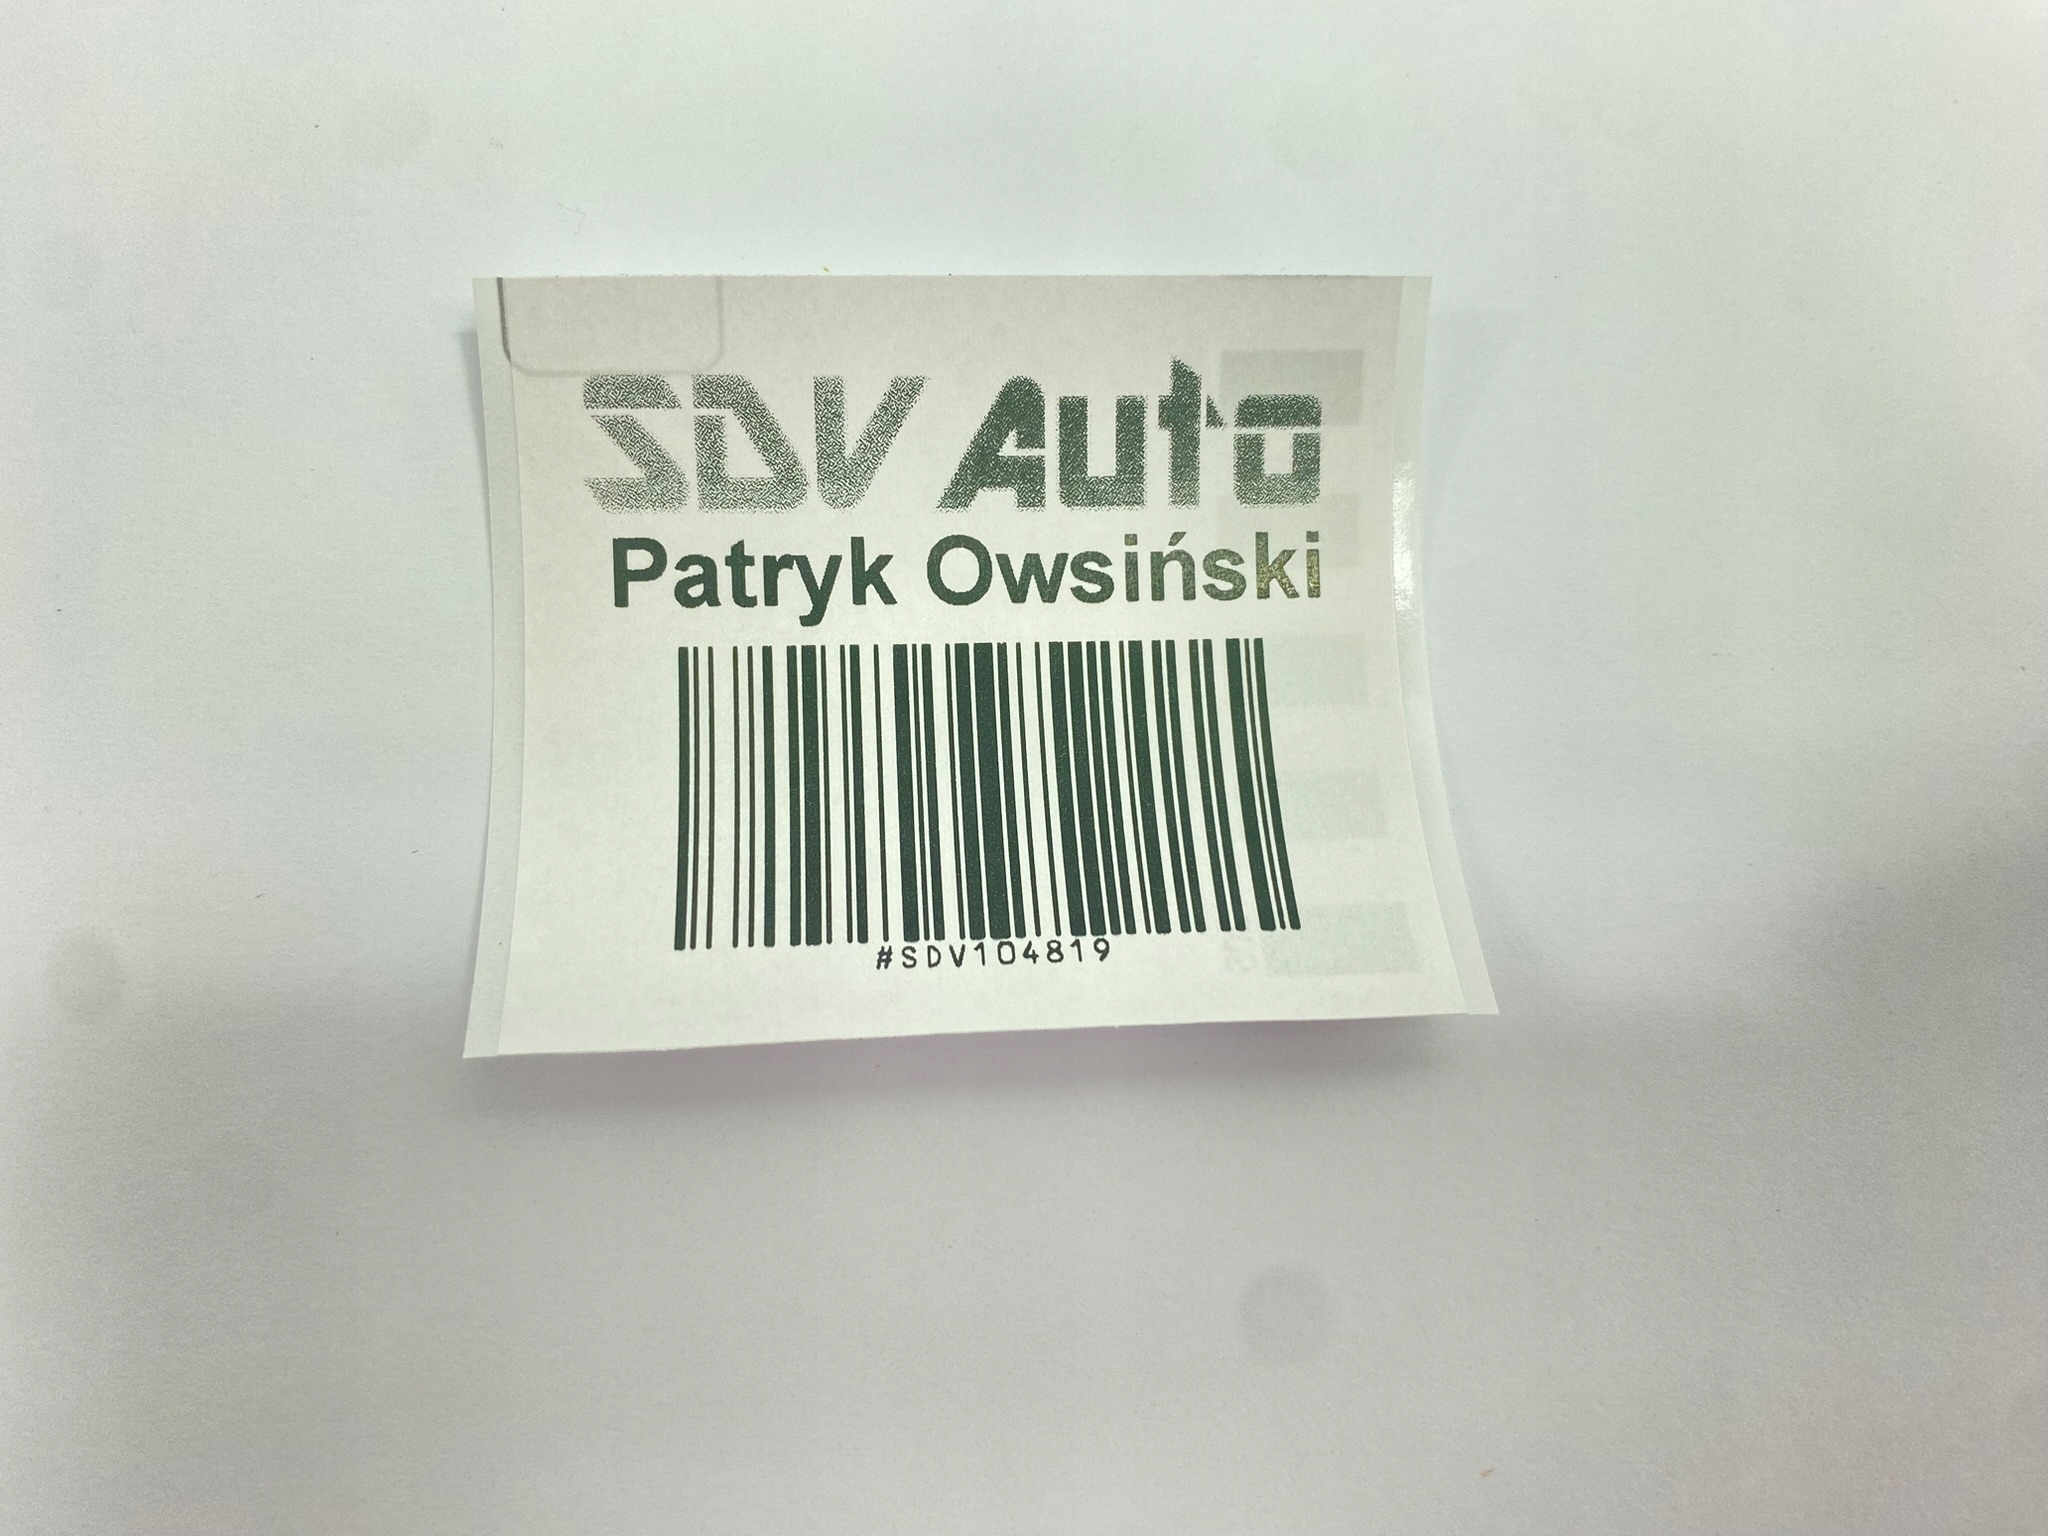 SDV Auto
Patryk Owsiński
#SDV104819